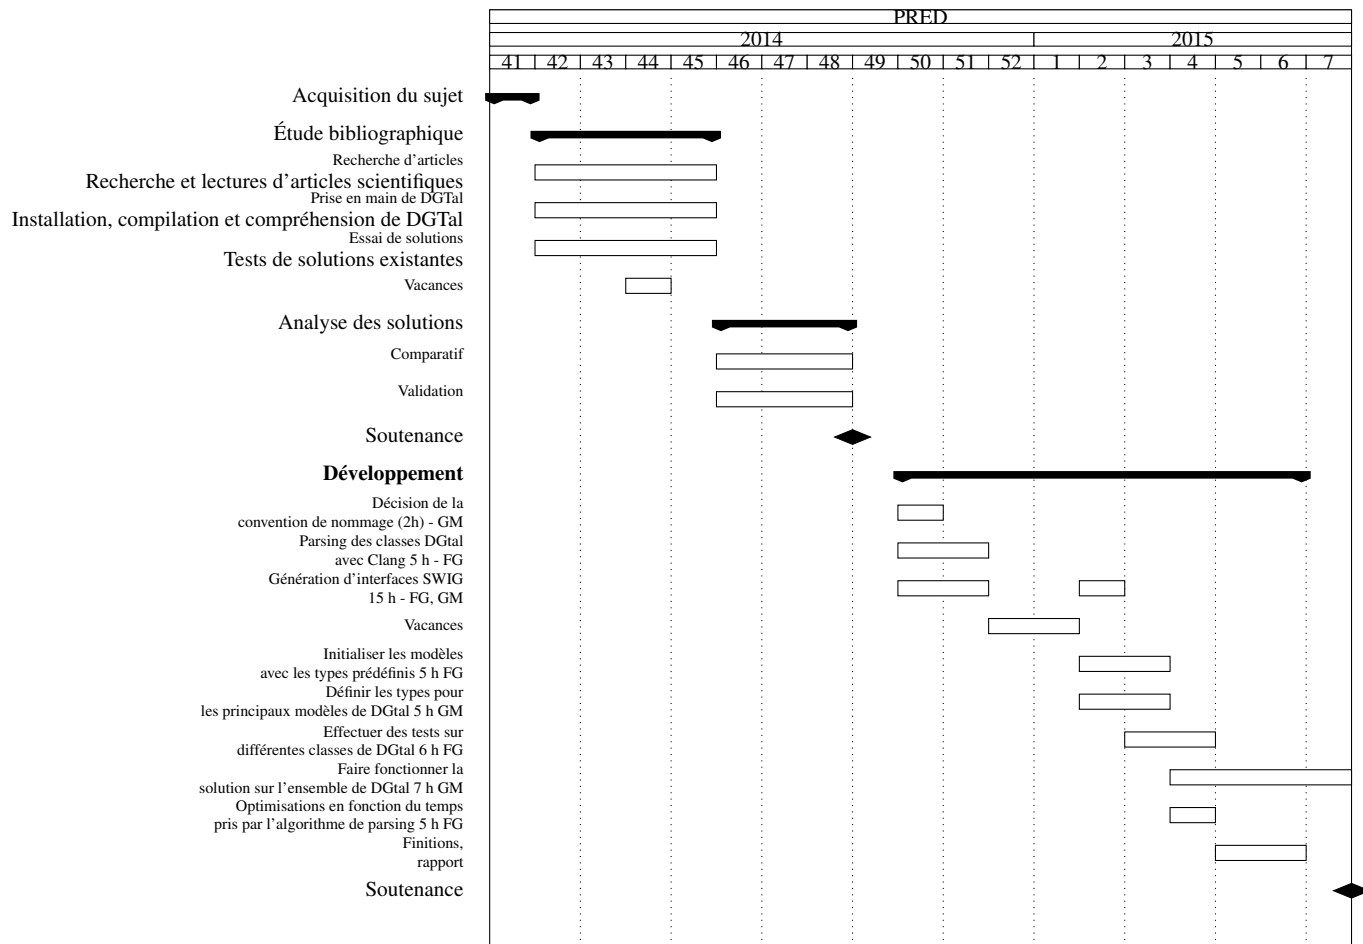 PRED
2014 2015
41 42 43 44 45 46 47 48 49 50 51 52 1 2 3 4 5 6 7
Acquisition du sujet
Étude bibliographique
Recherche d'articles
Recherche et lectures d'articles scientifiques
Prise en main de DGTal
Installation, compilation et compréhension de DGTal
Essai de solutions
Tests de solutions existantes
Vacances
Analyse des solutions
Comparatif
Validation
Soutenance
Développement
Décision de la
convention de nommage (2h) - GM
Parsing des classes DGtal
avec Clang 5 h - FG
Génération d'interfaces SWIG
15 h - FG, GM
Vacances
Initialiser les modèles
avec les types prédéfinis 5 h FG
Définir les types pour
les principaux modèles de DGtal 5 h GM
Effectuer des tests sur
différentes classes de DGtal 6 h FG
Faire fonctionner la
solution sur l'ensemble de DGtal 7 h GM
Optimisations en fonction du temps
pris par l'algorithme de parsing 5 h FG
Finitions,
rapport
Soutenance